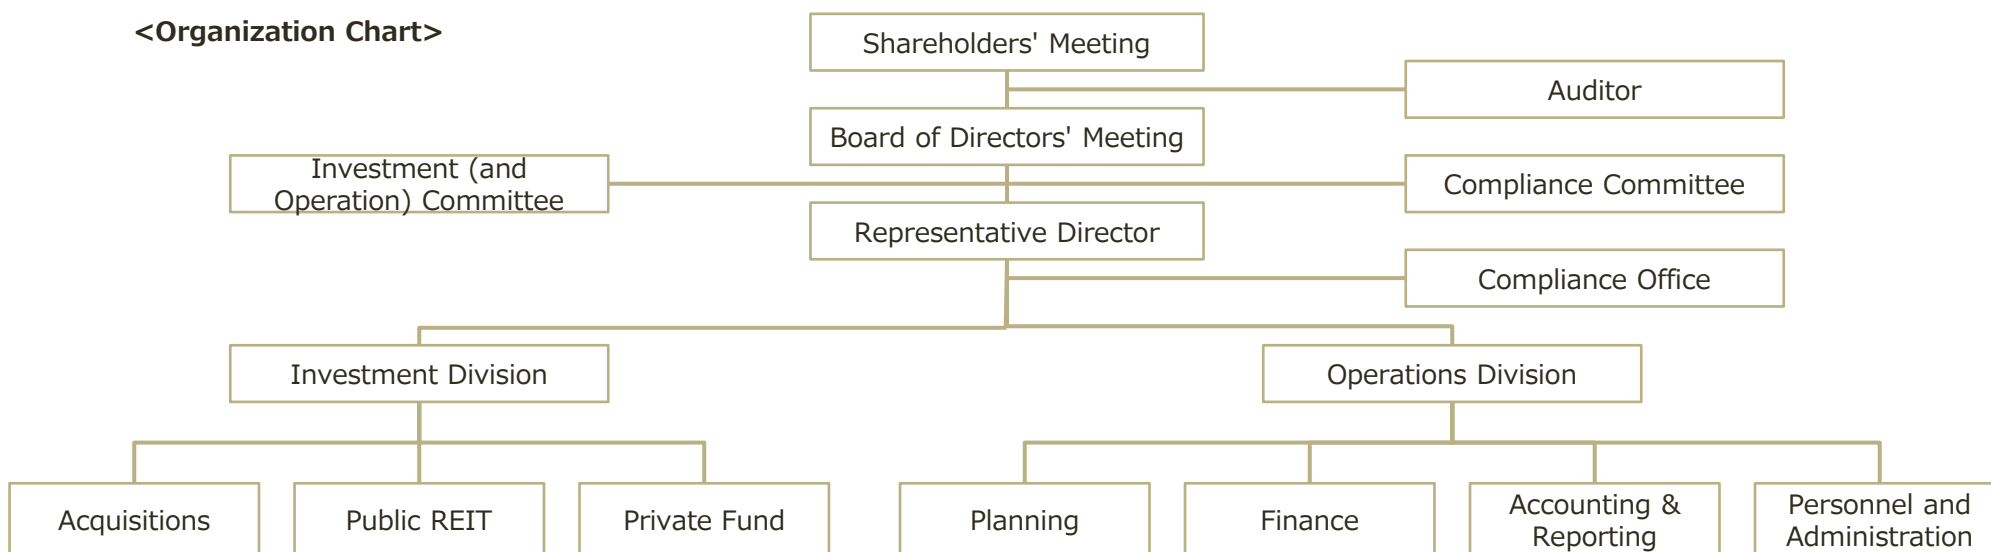 <Organization Chart>
Shareholders' Meeting
Auditor
Board of Directors' Meeting
Investment (and
Operation) Committee
Compliance Committee
Representative Director
Compliance Office
Investment Division
Operations Division
Acquisitions
Public REIT
Private Fund
Planning
Finance
Accounting &
Reporting
Personnel and
Administration